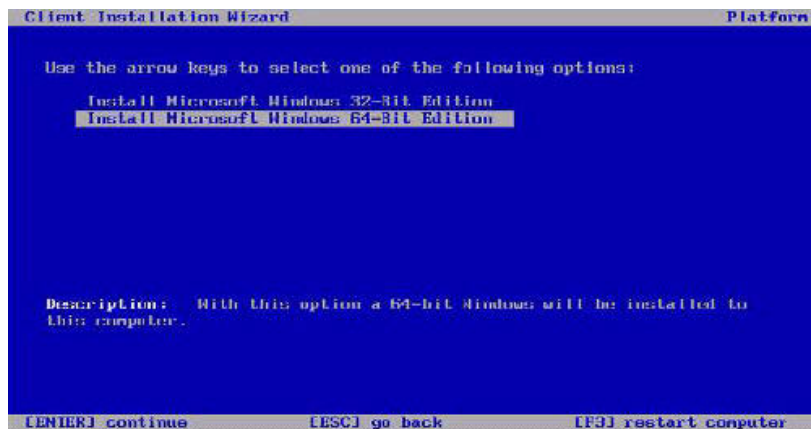 Client Installation Wizard Platform
Use the arrow keys to select one of the following options:
Install Microsoft Windows 32-Bit Edition
Install Microsoft Windows 64-Bit Edition
Description: With this option a 64-bit Windows will be installed to
this computer.
[ENTER] continue [ESC] go back [F3] restart computer